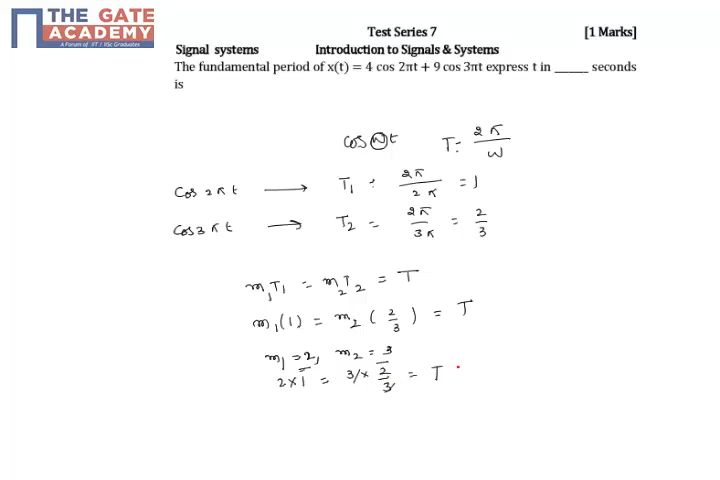 THE GATE
ACADEMY
A Forum of IIT / IISc Graduates
Test Series 7 [1 Marks]
Signal systems Introduction to Signals & Systems
The fundamental period of x(t) = 4 cos 2πt + 9 cos 3πt express t in ______ seconds
is
cos ωt T = 2π/ω
cos 2πt → T₁ = 2π/2π = 1
cos 3πt → T₂ = 2π/3π = 2/3
m₁T₁ = m₂T₂ = T
m₁(1) = m₂(2/3) = T
m₁ = 2, m₂ = 3
2 × 1 = 3 × 2/3 = T